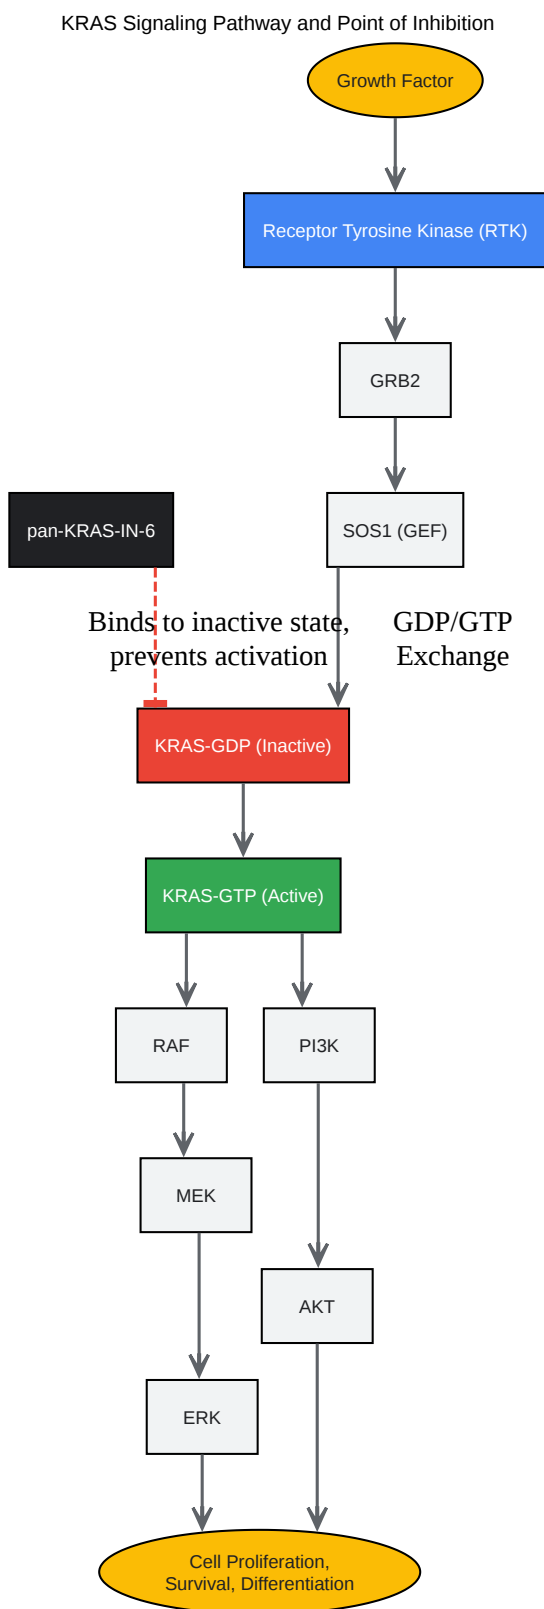 KRAS Signaling Pathway and Point of Inhibition
Growth Factor
Receptor Tyrosine Kinase (RTK)
GRB2
pan-KRAS-IN-6
SOS1 (GEF)
Binds to inactive state,
prevents activation
GDP/GTP
Exchange
KRAS-GDP (Inactive)
KRAS-GTP (Active)
RAF
PI3K
MEK
AKT
ERK
Cell Proliferation,
Survival, Differentiation